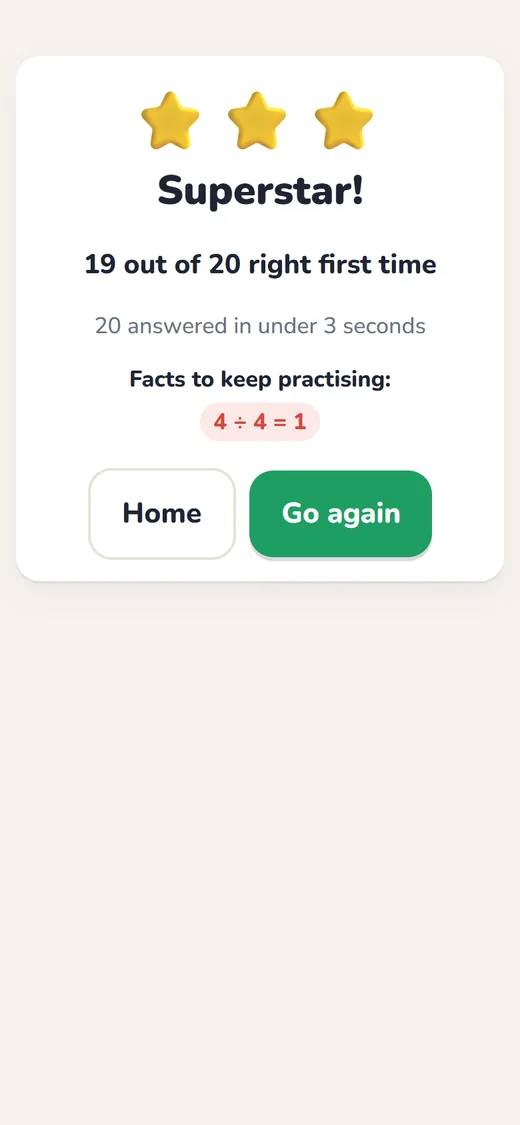 Superstar!
19 out of 20 right first time
20 answered in under 3 seconds
Facts to keep practising:
4 ÷ 4 = 1
Home
Go again